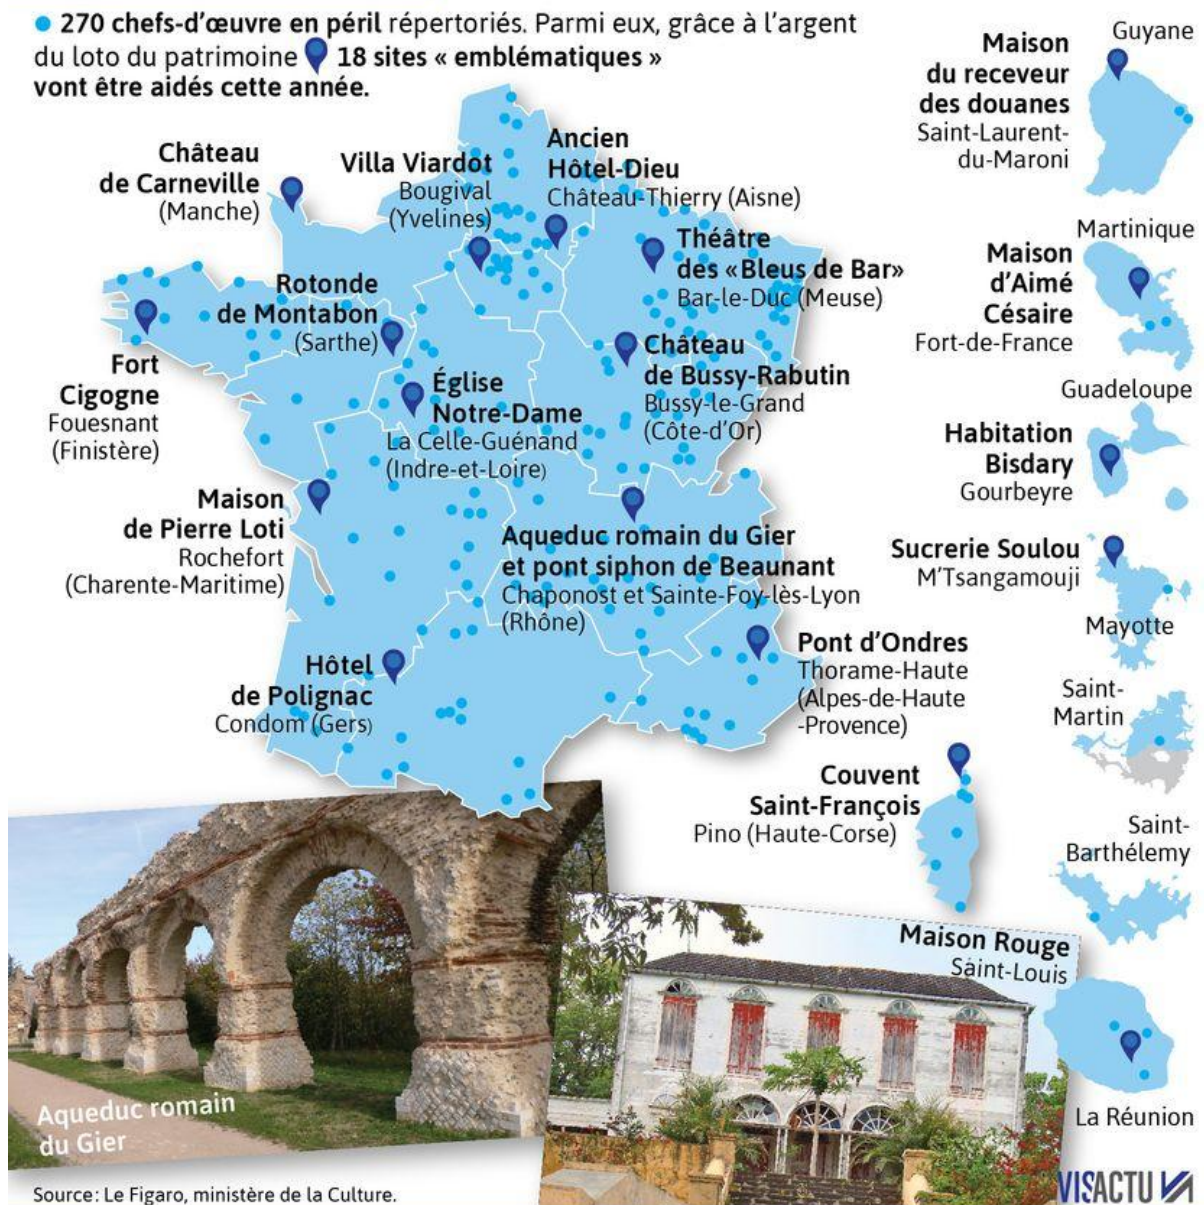 ● 270 chefs-d'œuvre en péril répertoriés. Parmi eux, grâce à l'argent
du loto du patrimoine 18 sites « emblématiques »
vont être aidés cette année.
Château
de Carneville
(Manche)
Villa Viardot
Bougival
(Yvelines)
Ancien
Hôtel-Dieu
Château-Thierry (Aisne)
Théâtre
des «Bleus de Bar»
Bar-le-Duc (Meuse)
Rotonde
de Montabon
(Sarthe)
Fort
Cigogne
Fouesnant
(Finistère)
Église
Notre-Dame
La Celle-Guénand
(Indre-et-Loire)
Château
de Bussy-Rabutin
Bussy-le-Grand
(Côte-d'Or)
Maison
de Pierre Loti
Rochefort
(Charente-Maritime)
Aqueduc romain du Gier
et pont siphon de Beaunant
Chaponost et Sainte-Foy-lès-Lyon
(Rhône)
Hôtel
de Polignac
Condom (Gers)
Pont d'Ondres
Thorame-Haute
(Alpes-de-Haute
-Provence)
Couvent
Saint-François
Pino (Haute-Corse)
Guyane
Maison
du receveur
des douanes
Saint-Laurent-
du-Maroni
Martinique
Maison
d'Aimé
Césaire
Fort-de-France
Guadeloupe
Habitation
Bisdary
Gourbeyre
Sucrerie Soulou
M'Tsangamouji
Mayotte
Saint-
Martin
Saint-
Barthélemy
Maison Rouge
Saint-Louis
La Réunion
Aqueduc romain
du Gier
Source: Le Figaro, ministère de la Culture.
VISACTU